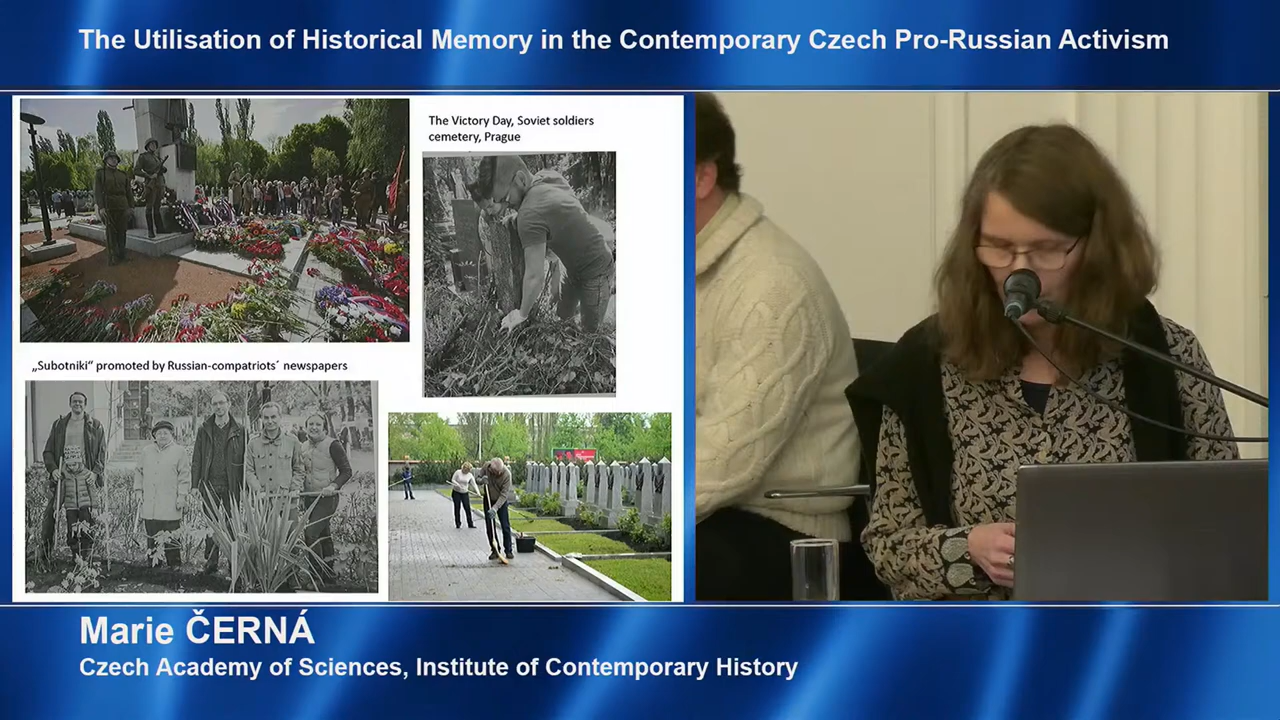 The Utilisation of Historical Memory in the Contemporary Czech Pro-Russian Activism
The Victory Day, Soviet soldiers
cemetery, Prague
„Subotniki“ promoted by Russian-compatriots´ newspapers
Marie ČERNÁ
Czech Academy of Sciences, Institute of Contemporary History